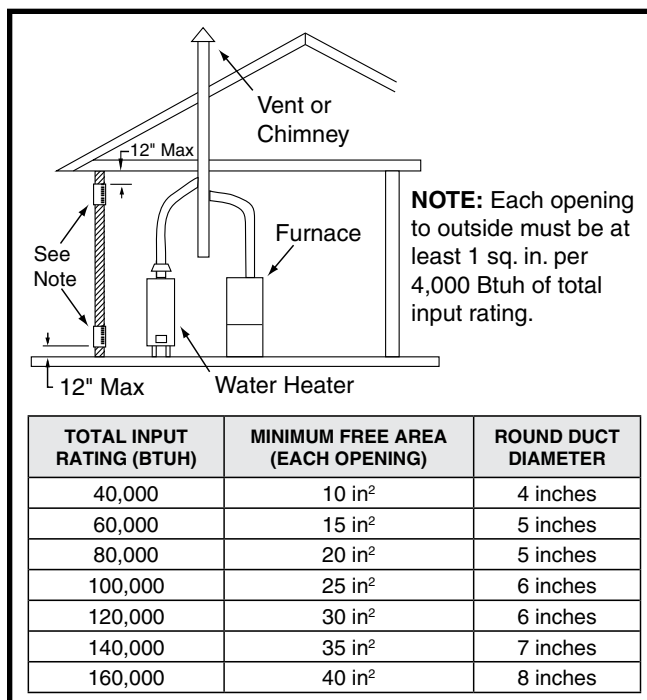 Vent or
Chimney
12" Max
NOTE: Each opening
to outside must be at
least 1 sq. in. per
4,000 Btuh of total
input rating.
See
Note
Furnace
12" Max
Water Heater
TOTAL INPUT RATING (BTUH) MINIMUM FREE AREA (EACH OPENING) ROUND DUCT DIAMETER
40,000 10 in² 4 inches
60,000 15 in² 5 inches
80,000 20 in² 5 inches
100,000 25 in² 6 inches
120,000 30 in² 6 inches
140,000 35 in² 7 inches
160,000 40 in² 8 inches